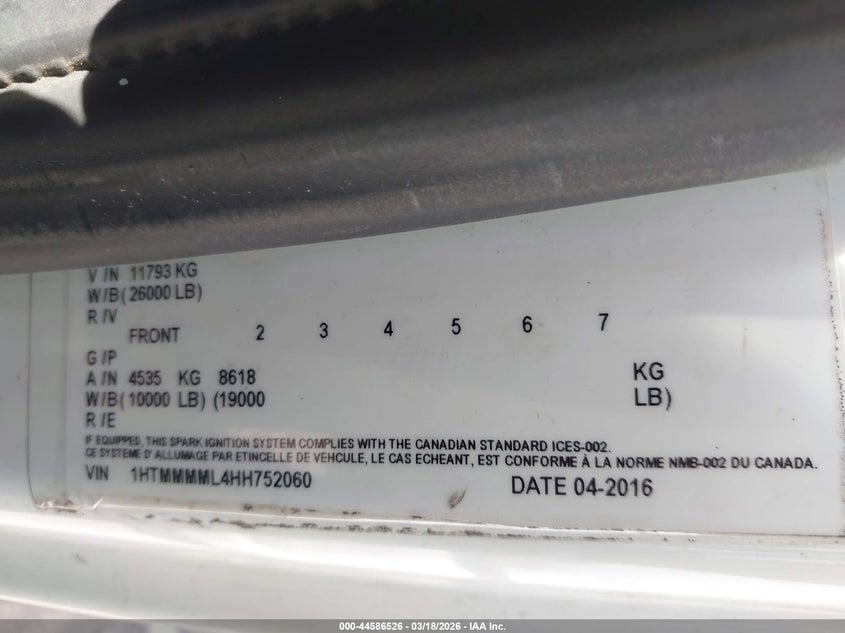 V/N 11793 KG
W/B(26000 LB)
R/V
FRONT 2 3 4 5 6 7
G/P
A/N 4535 KG 8618 KG
W/B(10000 LB) (19000 LB)
R/E
IF EQUIPPED, THIS SPARK IGNITION SYSTEM COMPLIES WITH THE CANADIAN STANDARD ICES-002.
CE SYSTEME D' ALLUMAGE PAR ETINCELLE DE VEHICULE, LE CAS ECHEANT, EST CONFORME À LA NORME NMB-002 DU CANADA.
VIN 1HTMMMML4HH752060 DATE 04-2016
000-44586526 — 03/18/2026 — IAA Inc.